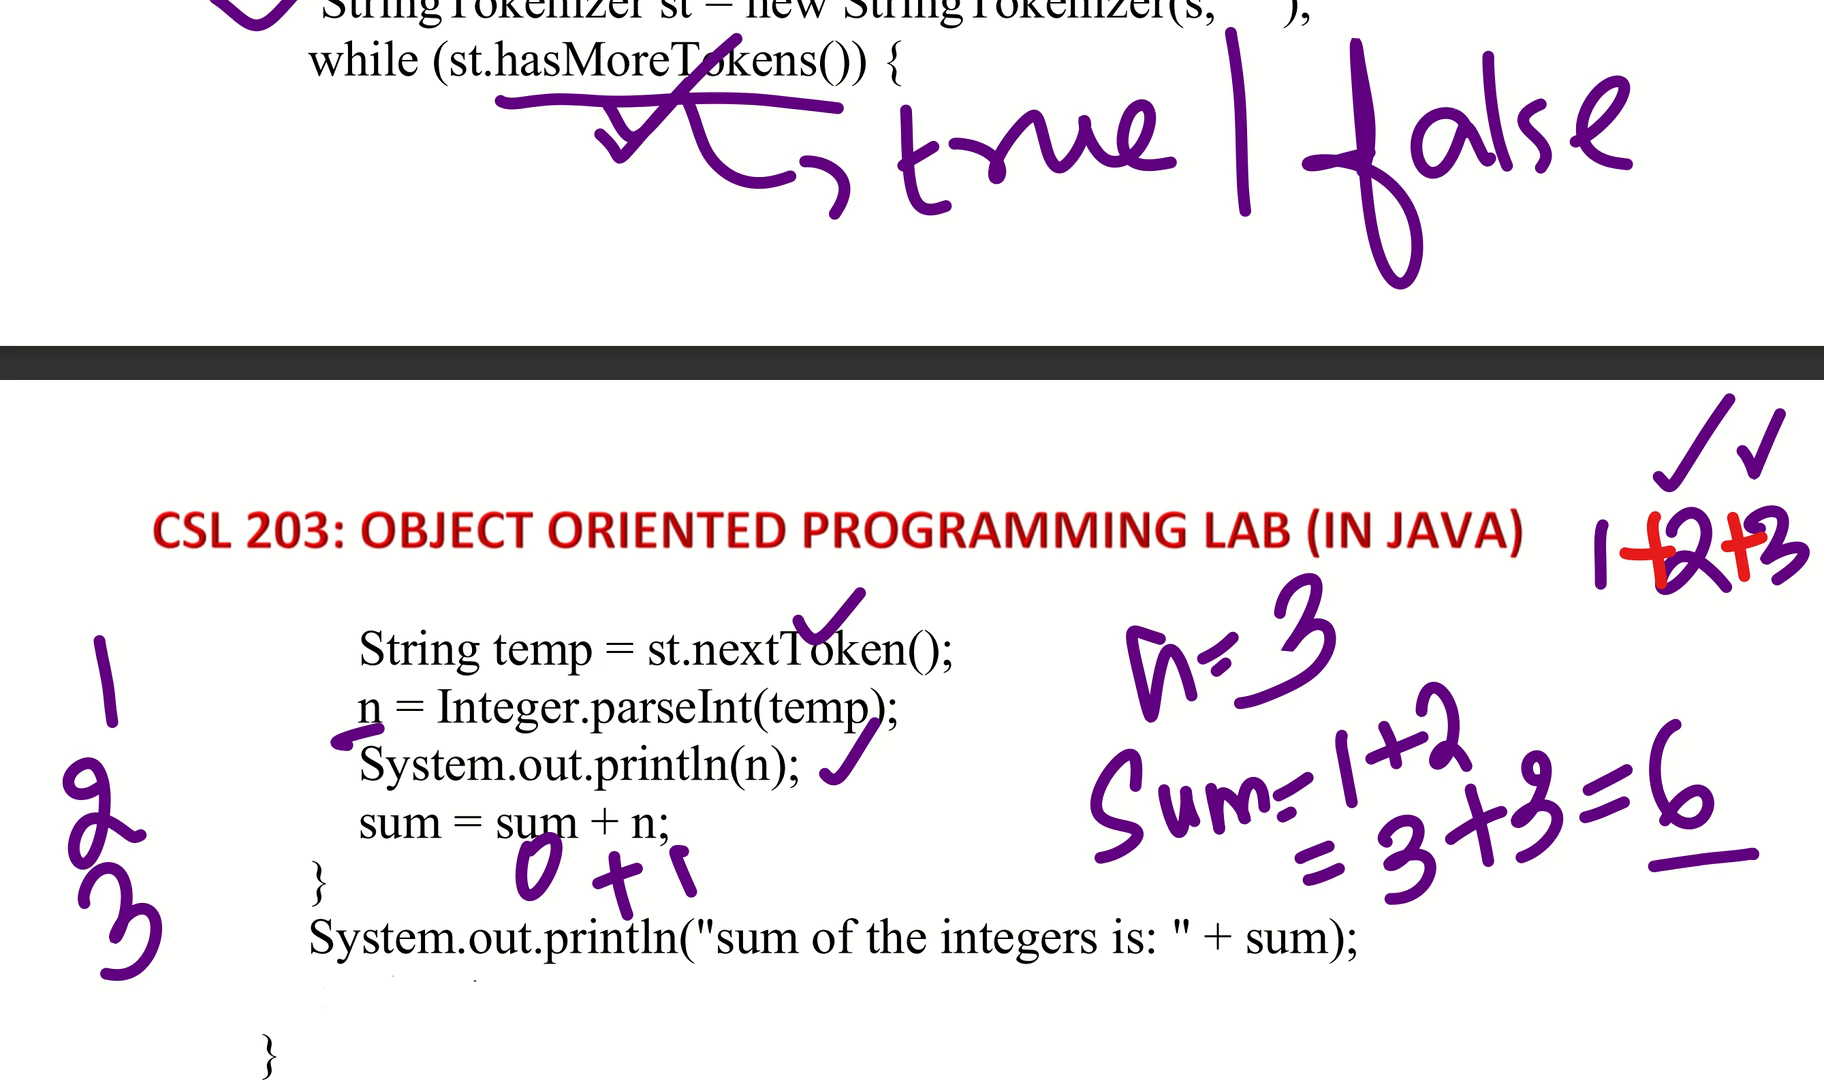 StringTokenizer st = new StringTokenizer(s, " ");
while (st.hasMoreTokens()) {
true | false
CSL 203: OBJECT ORIENTED PROGRAMMING LAB (IN JAVA)
1+2+3
String temp = st.nextToken();
n = Integer.parseInt(temp);
System.out.println(n);
sum = sum + n;
0 + 1
}
System.out.println("sum of the integers is: " + sum);
}
1
2
3
n=3
Sum=1+2
= 3+3=6